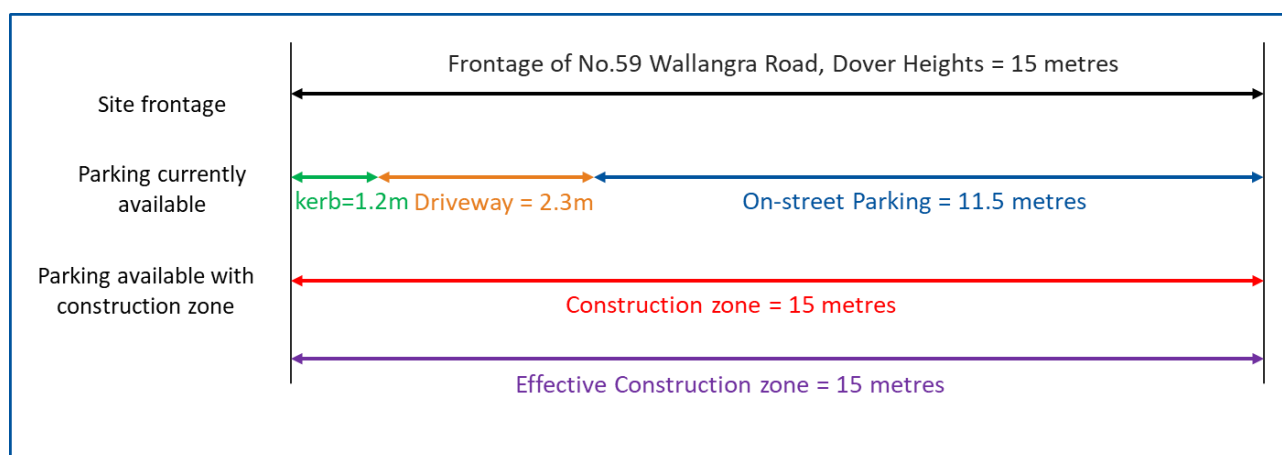 Frontage of No.59 Wallangra Road, Dover Heights = 15 metres
Site frontage
Parking currently
available
kerb=1.2m
Driveway = 2.3m
On-street Parking = 11.5 metres
Parking available with
construction zone
Construction zone = 15 metres
Effective Construction zone = 15 metres